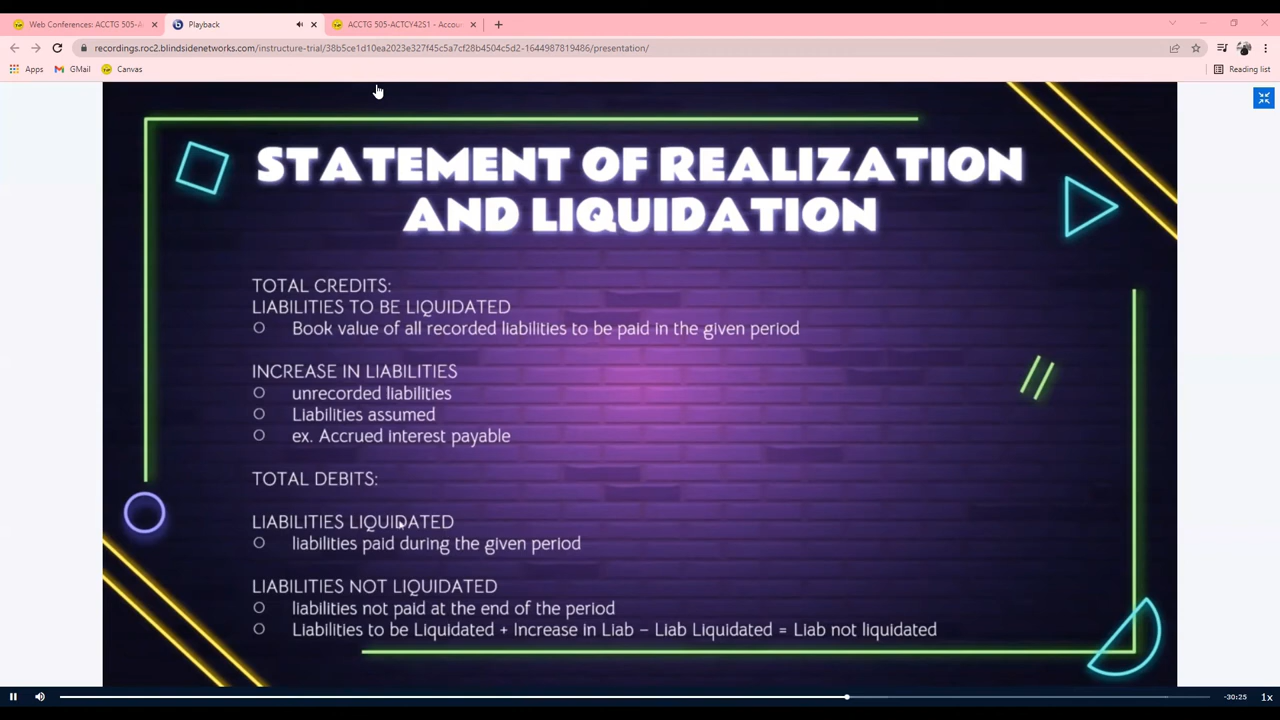 Web Conferences: ACCTG 505-A
Playback
ACCTG 505-ACTCY42S1 - Accou
recordings.roc2.blindsidenetworks.com/instructure-trial/38b5ce1d10ea2023e327f45c5a7cf28b4504c5d2-1644987819486/presentation/
Apps
GMail
Canvas
Reading list
STATEMENT OF REALIZATION
AND LIQUIDATION
TOTAL CREDITS:
LIABILITIES TO BE LIQUIDATED
O Book value of all recorded liabilities to be paid in the given period
INCREASE IN LIABILITIES
O unrecorded liabilities
O Liabilities assumed
O ex. Accrued interest payable
TOTAL DEBITS:
LIABILITIES LIQUIDATED
O liabilities paid during the given period
LIABILITIES NOT LIQUIDATED
O liabilities not paid at the end of the period
O Liabilities to be Liquidated + Increase in Liab – Liab Liquidated = Liab not liquidated
-30:25
1x